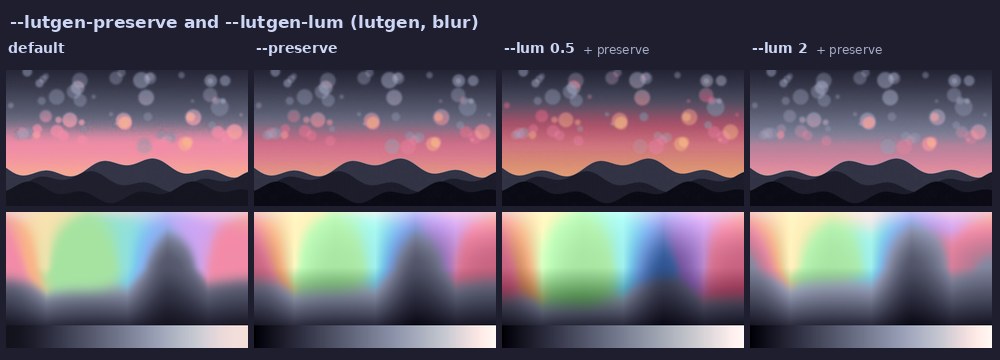 --lutgen-preserve and --lutgen-lum (lutgen, blur)
default
--preserve
--lum 0.5 + preserve
--lum 2 + preserve